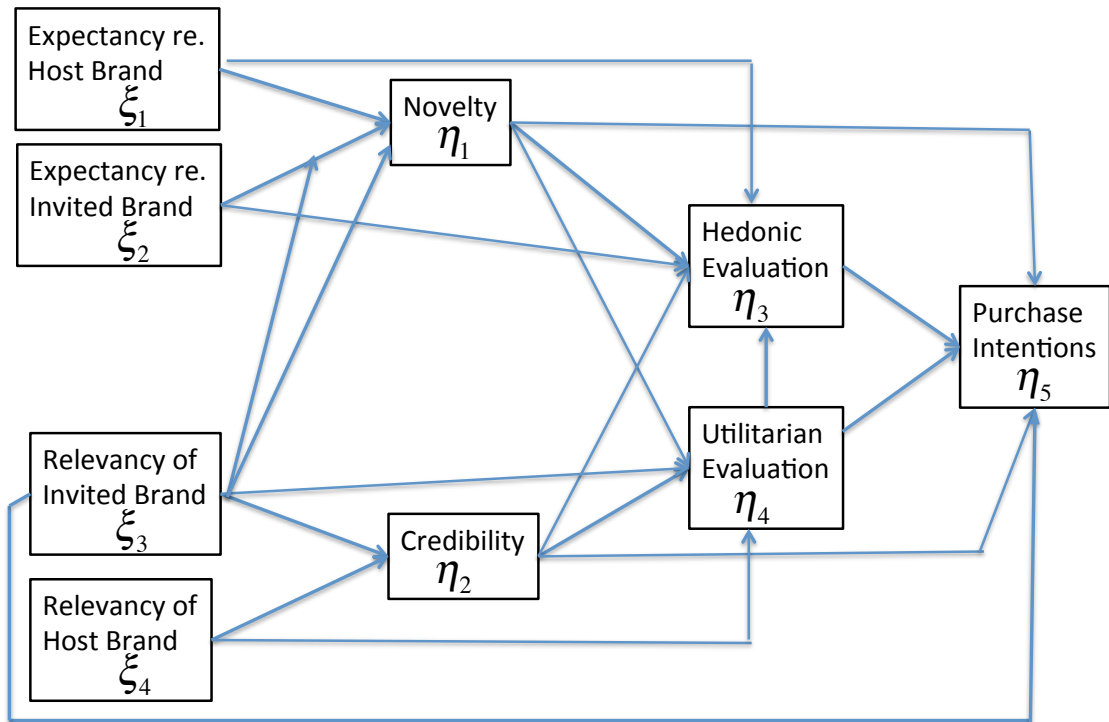 Expectancy re.
Host Brand
ξ1
Expectancy re.
Invited Brand
ξ2
Novelty
η1
Hedonic
Evaluation
η3
Purchase
Intentions
η5
Relevancy of
Invited Brand
ξ3
Utilitarian
Evaluation
η4
Credibility
η2
Relevancy of
Host Brand
ξ4